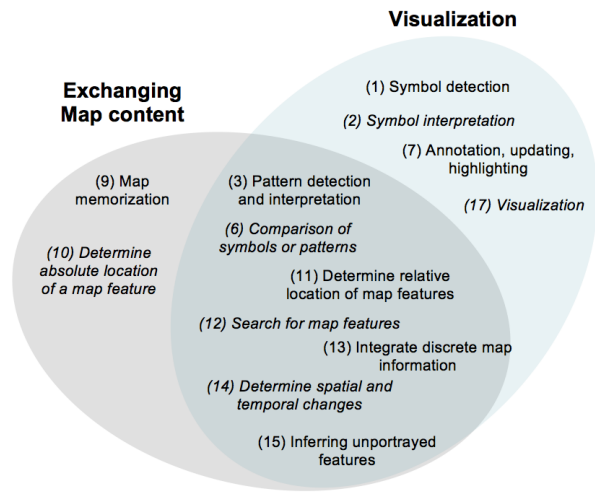 Visualization
Exchanging
Map content
(1) Symbol detection
(2) Symbol interpretation
(7) Annotation, updating,
highlighting
(17) Visualization
(9) Map
memorization
(10) Determine
absolute location
of a map feature
(3) Pattern detection
and interpretation
(6) Comparison of
symbols or patterns
(11) Determine relative
location of map features
(12) Search for map features
(13) Integrate discrete map
information
(14) Determine spatial and
temporal changes
(15) Inferring unportrayed
features